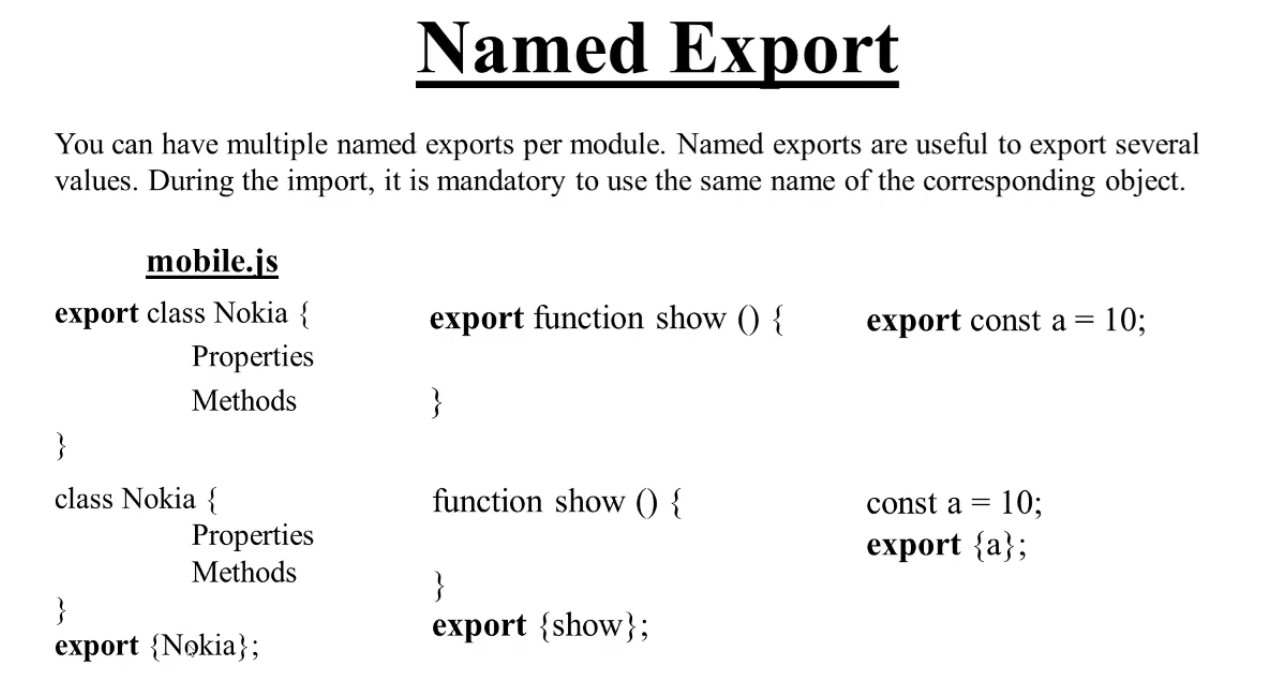 Named Export
You can have multiple named exports per module. Named exports are useful to export several
values. During the import, it is mandatory to use the same name of the corresponding object.
mobile.js
export class Nokia {
Properties
Methods
}
export function show () {
}
export const a = 10;
class Nokia {
Properties
Methods
}
export {Nokia};
function show () {
}
export {show};
const a = 10;
export {a};